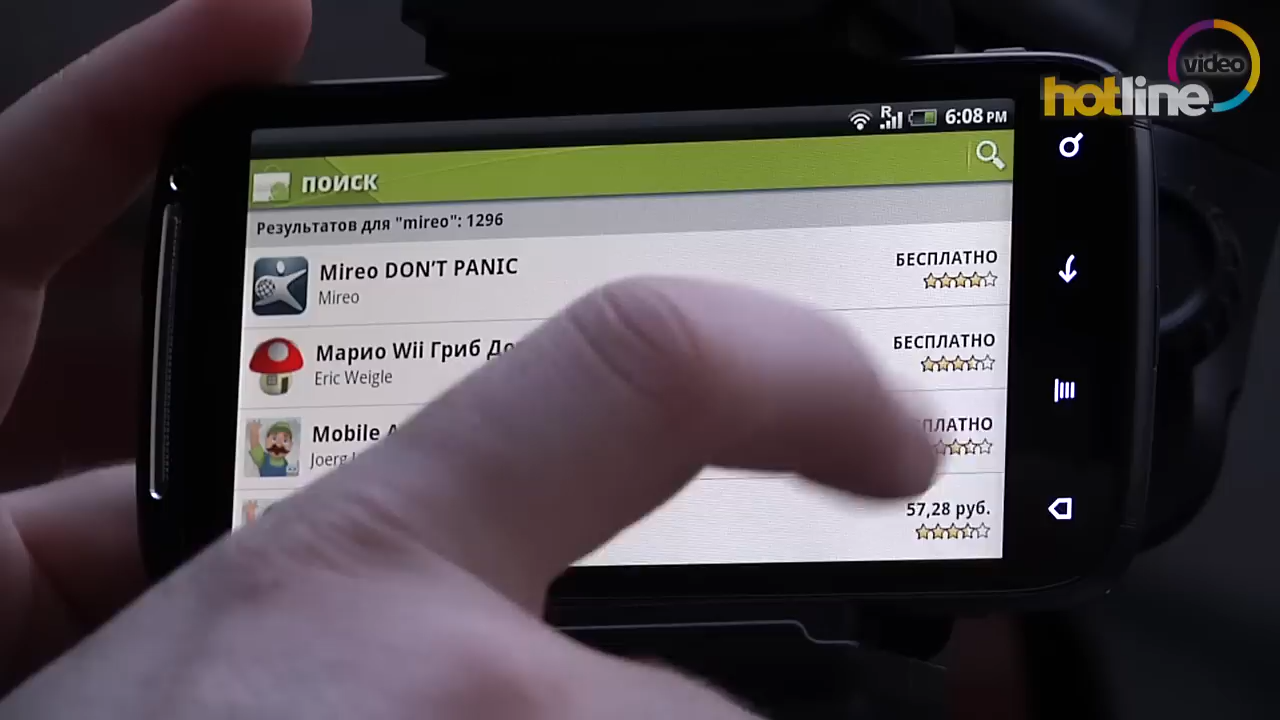 video
hotline
R
6:08 PM
ПОИСК
Результатов для "mireo": 1296
Mireo DON'T PANIC
БЕСПЛАТНО
Mireo
Марио Wii Гриб
БЕСПЛАТНО
Eric Weigle
Mobile
Joerg
57,28 руб.